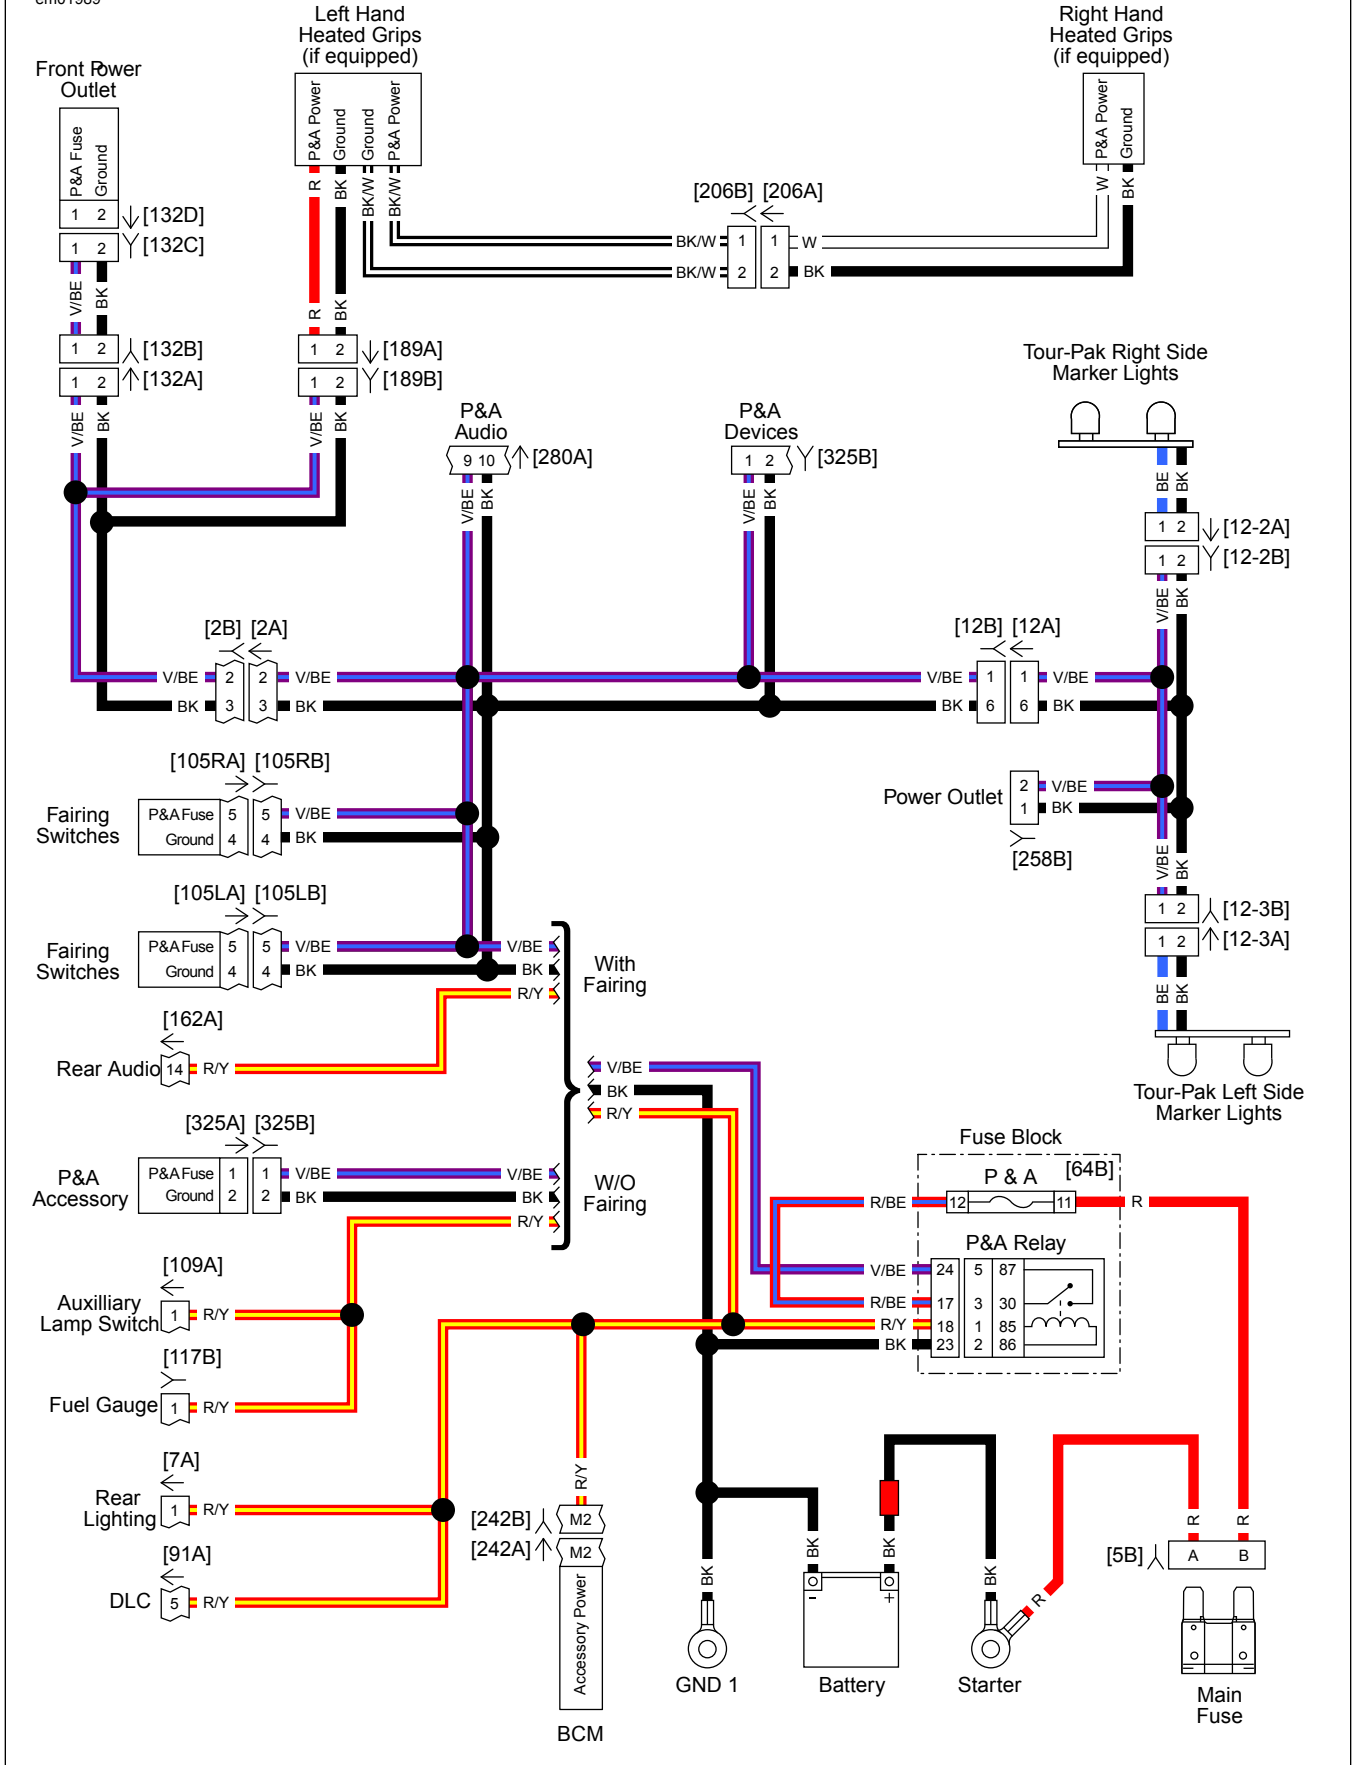 em01989
Left Hand
Heated Grips
(if equipped)
Right Hand
Heated Grips
(if equipped)
Front Power
Outlet
P&A Fuse
Ground
P&A Power
Ground
Ground
P&A Power
P&A Power
Ground
1 2 [132D]
1 2 [132C]
R BK BK/W BK/W
W BK
[206B] [206A]
BK/W 1 1 W
BK/W 2 2 BK
V/BE BK
R BK
1 2 [132B]
1 2 [132A]
1 2 [189A]
1 2 [189B]
V/BE BK
V/BE BK
Tour-Pak Right Side
Marker Lights
P&A
Audio
9 10 [280A]
V/BE BK
P&A
Devices
1 2 [325B]
V/BE BK
BE BK
1 2 [12-2A]
1 2 [12-2B]
V/BE BK
[2B] [2A]
V/BE 2 2 V/BE
BK 3 3 BK
[12B] [12A]
V/BE 1 1 V/BE
BK 6 6 BK
[105RA] [105RB]
Fairing
Switches
P&A Fuse 5 5 V/BE
Ground 4 4 BK
Power Outlet
2 V/BE
1 BK
[258B]
V/BE BK
1 2 [12-3B]
1 2 [12-3A]
BE BK
Tour-Pak Left Side
Marker Lights
[105LA] [105LB]
Fairing
Switches
P&A Fuse 5 5 V/BE V/BE
Ground 4 4 BK BK
R/Y
With
Fairing
[162A]
Rear Audio 14 R/Y
V/BE
BK
R/Y
[325A] [325B]
P&A
Accessory
P&A Fuse 1 1 V/BE V/BE
Ground 2 2 BK BK
R/Y
W/O
Fairing
Fuse Block
P & A [64B]
R/BE 12 11 R
P&A Relay
V/BE 24 5 87
R/BE 17 3 30
R/Y 18 1 85
BK 23 2 86
[109A]
Auxilliary
Lamp Switch 1 R/Y
[117B]
Fuel Gauge 1 R/Y
[7A]
Rear
Lighting 1 R/Y
[91A]
DLC 5 R/Y
R/Y
[242B] M2
[242A] M2
Accessory Power
BCM
BK
GND 1
BK BK
- +
Battery
BK R
Starter
R R
[5B] A B
Main
Fuse